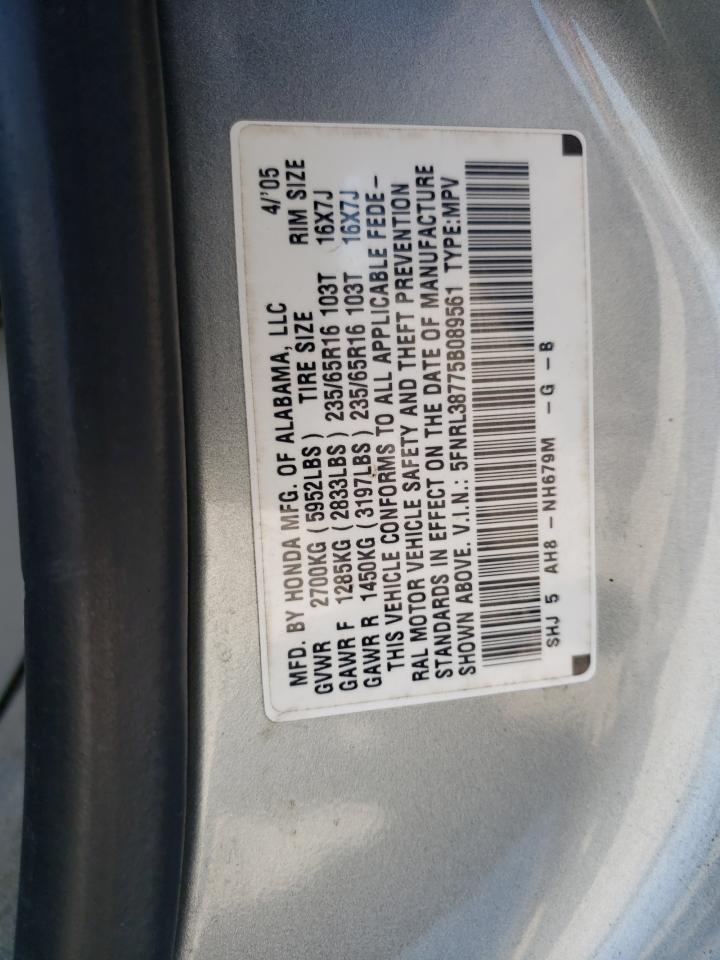 MFD. BY HONDA MFG. OF ALABAMA, LLC 4/'05
GVWR 2700KG (5952LBS) TIRE SIZE RIM SIZE
GAWR F 1285KG (2833LBS) 235/65R16 103T 16X7J
GAWR R 1450KG (3197LBS) 235/65R16 103T 16X7J
THIS VEHICLE CONFORMS TO ALL APPLICABLE FEDE-
RAL MOTOR VEHICLE SAFETY AND THEFT PREVENTION
STANDARDS IN EFFECT ON THE DATE OF MANUFACTURE
SHOWN ABOVE. V.I.N.: 5FNRL38775B089561 TYPE:MPV
SHJ 5 AH8 - NH679M - G - B